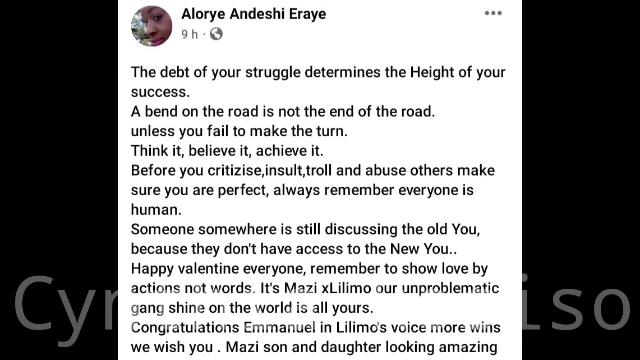 Alorye Andeshi Eraye
9 h ·
The debt of your struggle determines the Height of your
success.
A bend on the road is not the end of the road.
unless you fail to make the turn.
Think it, believe it, achieve it.
Before you critizise,insult,troll and abuse others make
sure you are perfect, always remember everyone is
human.
Someone somewhere is still discussing the old You,
because they don't have access to the New You..
Happy valentine everyone, remember to show love by
actions not words. It's Mazi xLilimo our unproblematic
gang shine on the world is all yours.
Congratulations Emmanuel in Lilimo's voice more wins
we wish you . Mazi son and daughter looking amazing